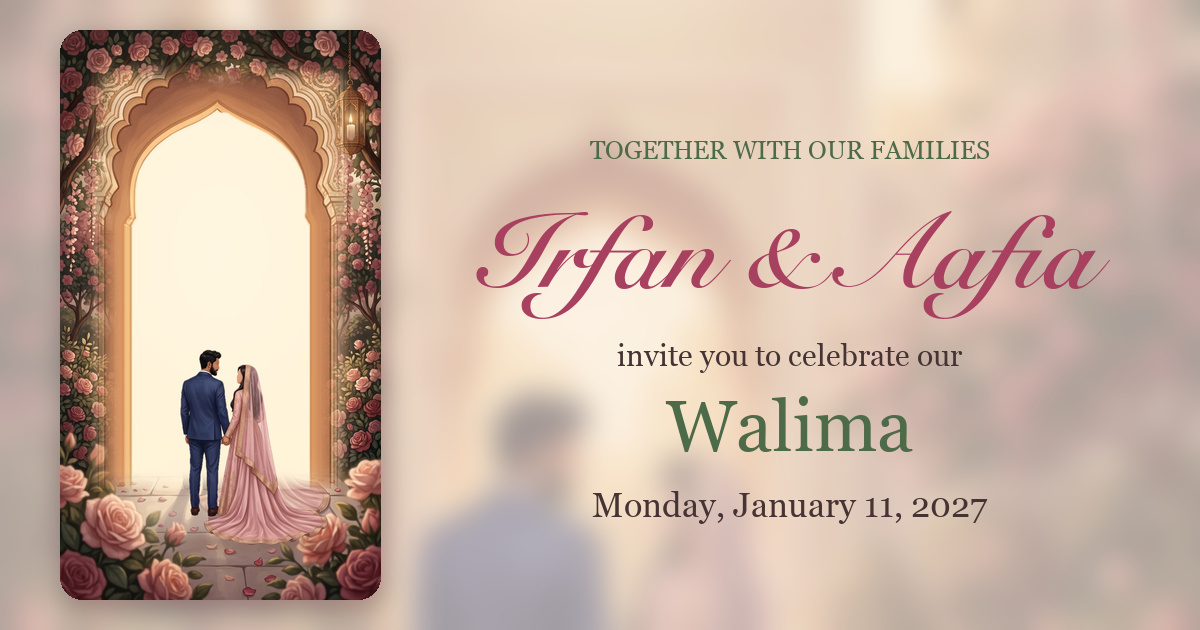 TOGETHER WITH OUR FAMILIES
Irfan & Aafia
invite you to celebrate our
Walima
Monday, January 11, 2027